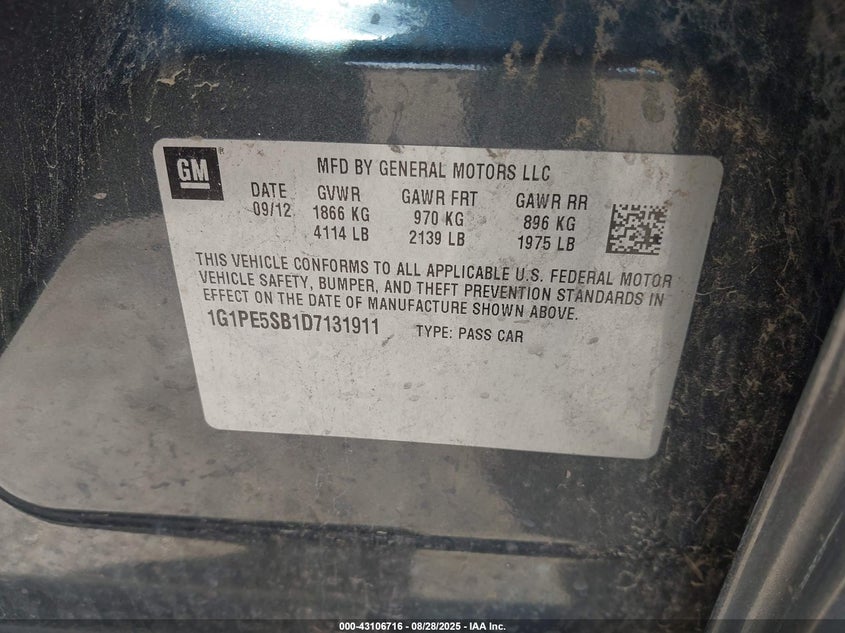 GM®
MFD BY GENERAL MOTORS LLC
DATE GVWR GAWR FRT GAWR RR
09/12 1866 KG 970 KG 896 KG
4114 LB 2139 LB 1975 LB
THIS VEHICLE CONFORMS TO ALL APPLICABLE U.S. FEDERAL MOTOR
VEHICLE SAFETY, BUMPER, AND THEFT PREVENTION STANDARDS IN
EFFECT ON THE DATE OF MANUFACTURE SHOWN ABOVE.
1G1PE5SB1D7131911 TYPE: PASS CAR
000-43106716 - 08/28/2025 - IAA Inc.